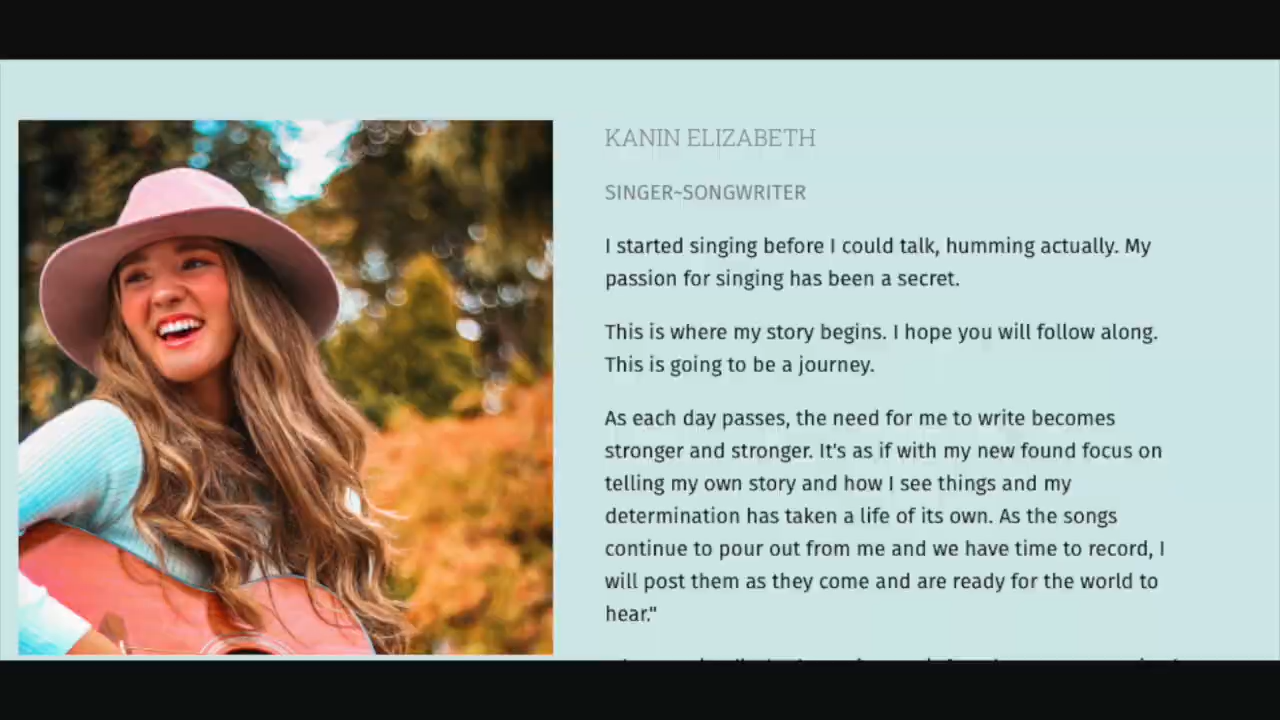 KANIN ELIZABETH
SINGER~SONGWRITER
I started singing before I could talk, humming actually. My
passion for singing has been a secret.
This is where my story begins. I hope you will follow along.
This is going to be a journey.
As each day passes, the need for me to write becomes
stronger and stronger. It's as if with my new found focus on
telling my own story and how I see things and my
determination has taken a life of its own. As the songs
continue to pour out from me and we have time to record, I
will post them as they come and are ready for the world to
hear."